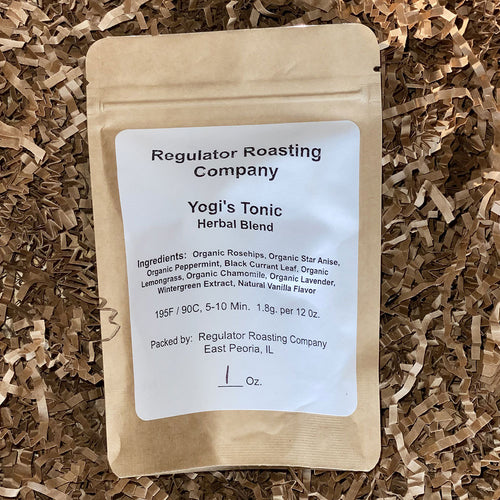 Regulator Roasting
Company
Yogi's Tonic
Herbal Blend
Ingredients: Organic Rosehips, Organic Star Anise,
Organic Peppermint, Black Currant Leaf, Organic
Lemongrass, Organic Chamomile, Organic Lavender,
Wintergreen Extract, Natural Vanilla Flavor
195F / 90C, 5-10 Min. 1.8g. per 12 0z.
Packed by: Regulator Roasting Company
East Peoria, IL
1 Oz.